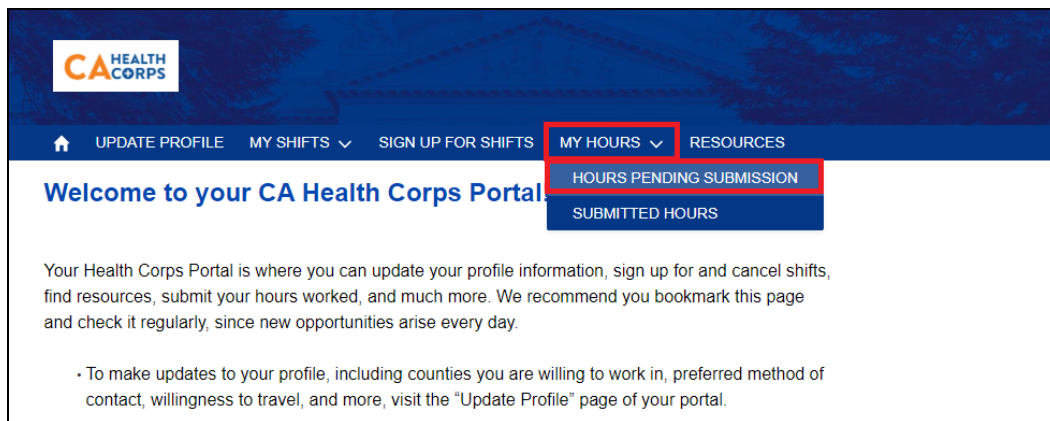 CA HEALTH CORPS
UPDATE PROFILE MY SHIFTS SIGN UP FOR SHIFTS MY HOURS RESOURCES
HOURS PENDING SUBMISSION
SUBMITTED HOURS
Welcome to your CA Health Corps Portal!
Your Health Corps Portal is where you can update your profile information, sign up for and cancel shifts,
find resources, submit your hours worked, and much more. We recommend you bookmark this page
and check it regularly, since new opportunities arise every day.
• To make updates to your profile, including counties you are willing to work in, preferred method of
contact, willingness to travel, and more, visit the “Update Profile” page of your portal.